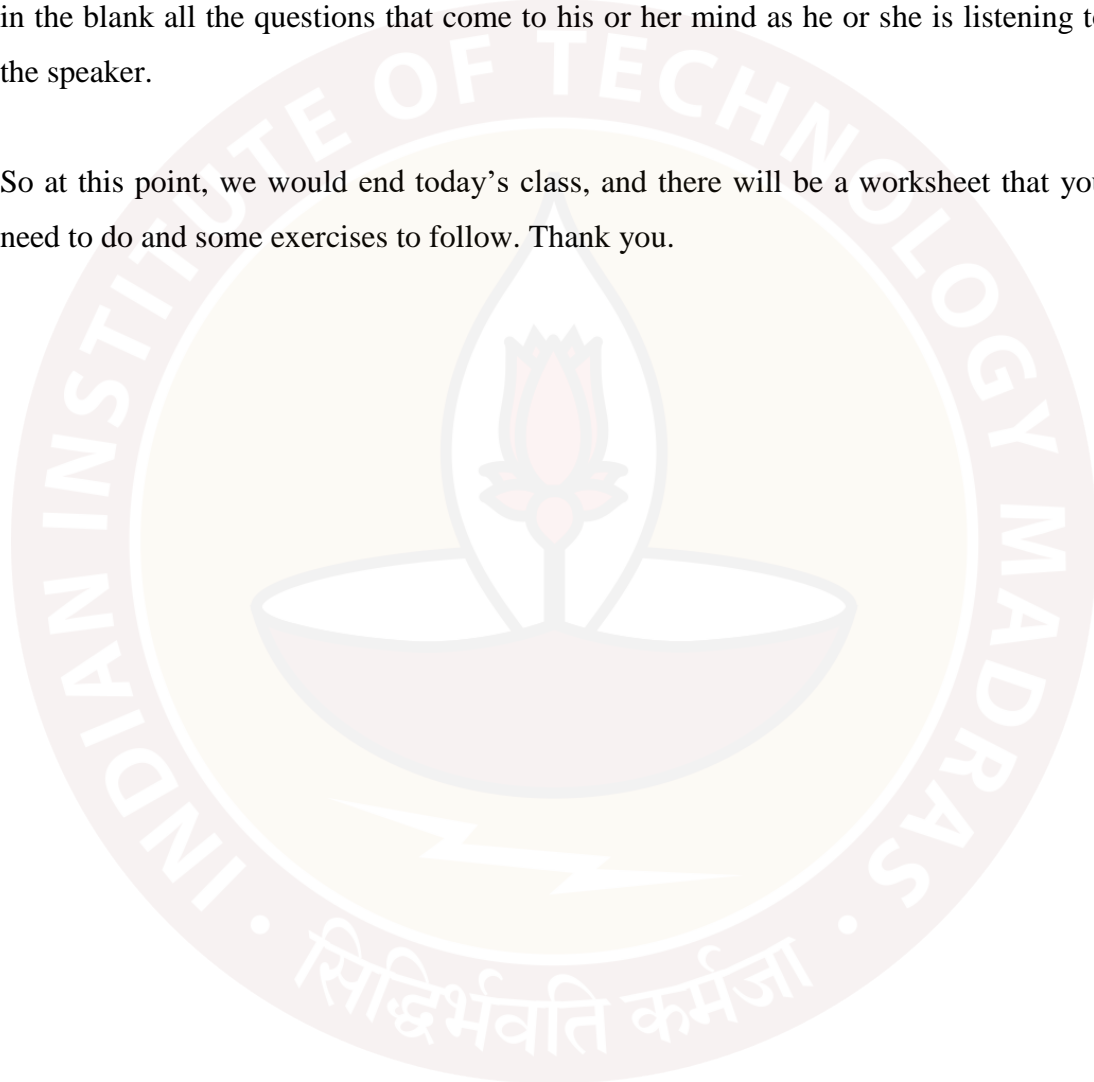 in the blank all the questions that come to his or her mind as he or she is listening to
the speaker.
So at this point, we would end today’s class, and there will be a worksheet that you
need to do and some exercises to follow. Thank you.
INDIAN INSTITUTE OF TECHNOLOGY MADRAS
सिद्धिर्भवति कर्मजा